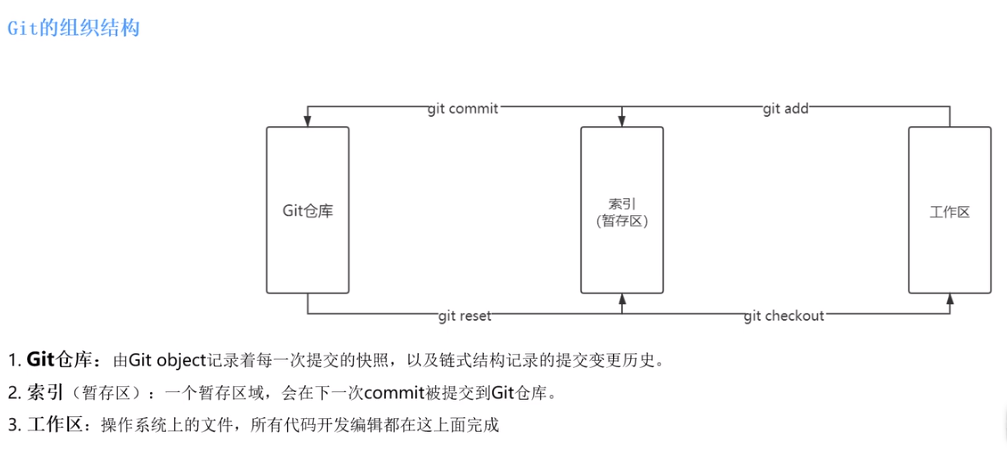 Git的组织结构
git commit
git add
Git仓库
索引
(暂存区)
工作区
git reset
git checkout
1. Git仓库：由Git object记录着每一次提交的快照，以及链式结构记录的提交变更历史。
2. 索引（暂存区）：一个暂存区域，会在下一次commit被提交到Git仓库。
3. 工作区：操作系统上的文件，所有代码开发编辑都在这上面完成